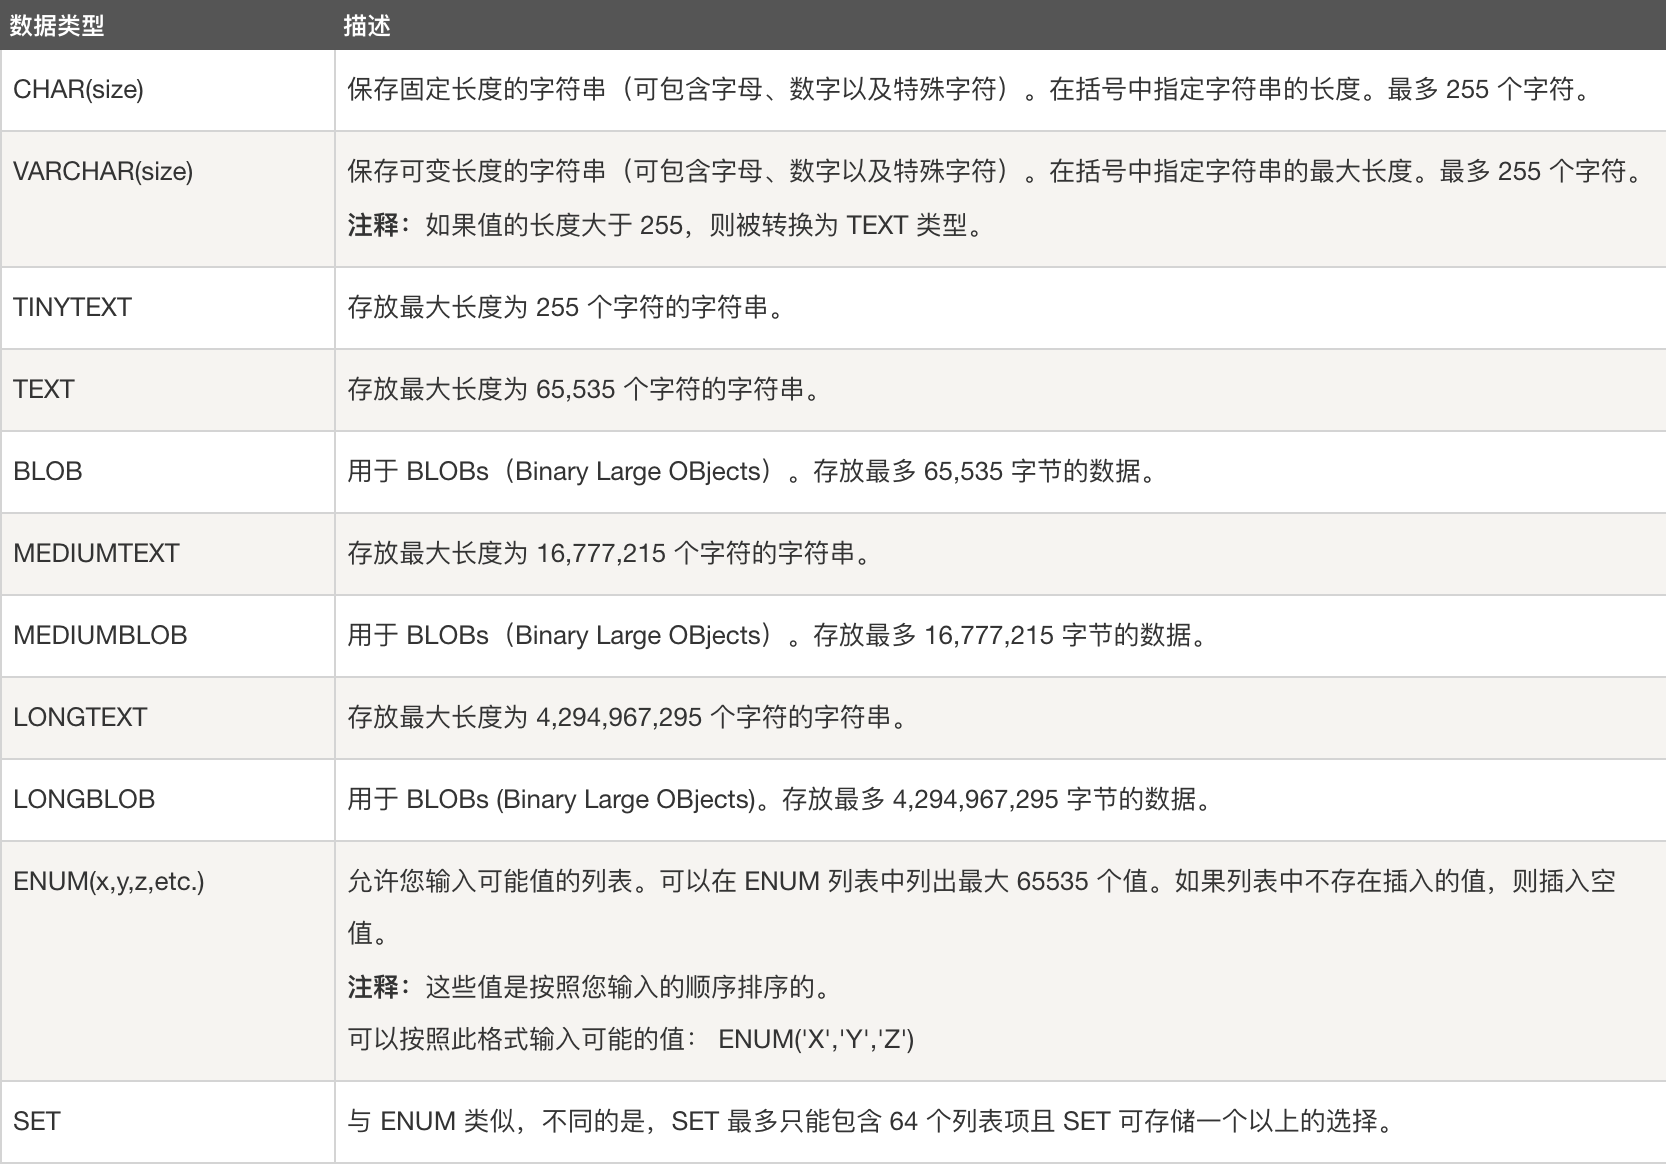 数据类型 描述
CHAR(size) 保存固定长度的字符串（可包含字母、数字以及特殊字符）。在括号中指定字符串的长度。最多 255 个字符。
VARCHAR(size) 保存可变长度的字符串（可包含字母、数字以及特殊字符）。在括号中指定字符串的最大长度。最多 255 个字符。
注释：如果值的长度大于 255，则被转换为 TEXT 类型。
TINYTEXT 存放最大长度为 255 个字符的字符串。
TEXT 存放最大长度为 65,535 个字符的字符串。
BLOB 用于 BLOBs（Binary Large OBjects）。存放最多 65,535 字节的数据。
MEDIUMTEXT 存放最大长度为 16,777,215 个字符的字符串。
MEDIUMBLOB 用于 BLOBs（Binary Large OBjects）。存放最多 16,777,215 字节的数据。
LONGTEXT 存放最大长度为 4,294,967,295 个字符的字符串。
LONGBLOB 用于 BLOBs (Binary Large OBjects)。存放最多 4,294,967,295 字节的数据。
ENUM(x,y,z,etc.) 允许您输入可能值的列表。可以在 ENUM 列表中列出最大 65535 个值。如果列表中不存在插入的值，则插入空
值。
注释：这些值是按照您输入的顺序排序的。
可以按照此格式输入可能的值： ENUM('X','Y','Z')
SET 与 ENUM 类似，不同的是，SET 最多只能包含 64 个列表项且 SET 可存储一个以上的选择。